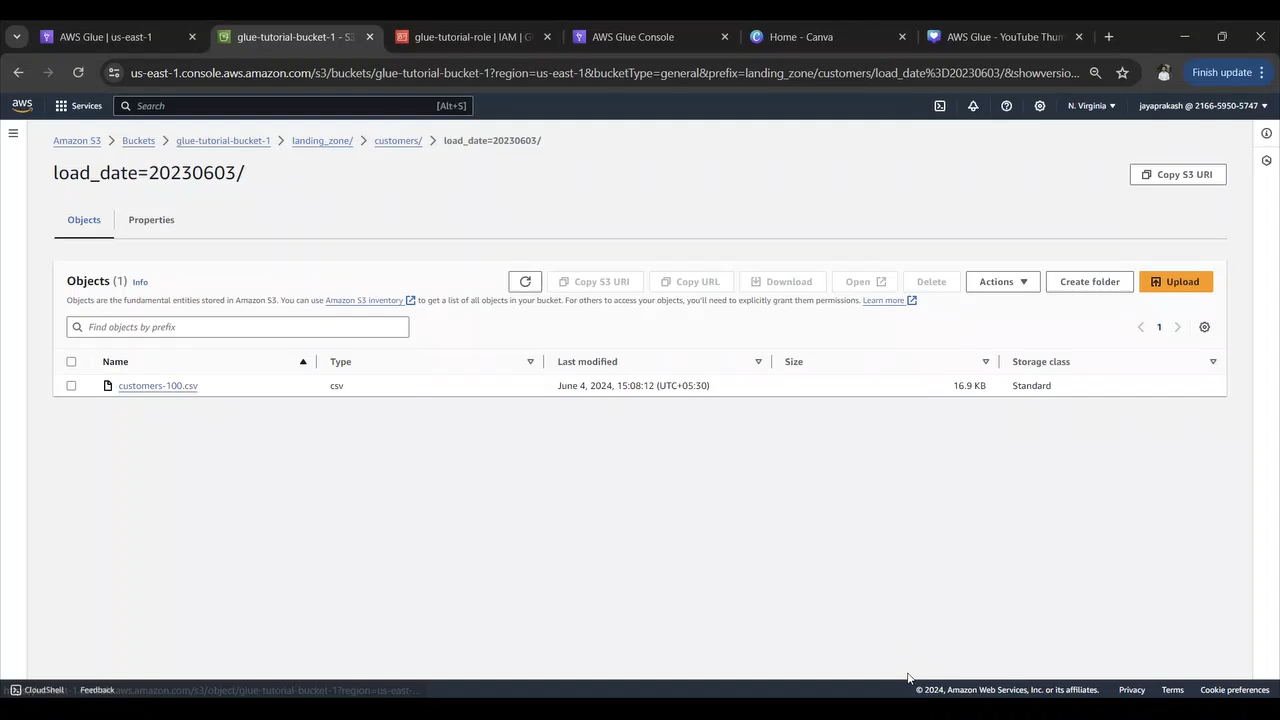 AWS Glue | us-east-1
glue-tutorial-bucket-1 - S3
glue-tutorial-role | IAM | G
AWS Glue Console
Home - Canva
AWS Glue - YouTube Thum
us-east-1.console.aws.amazon.com/s3/buckets/glue-tutorial-bucket-1?region=us-east-1&bucketType=general&prefix=landing_zone/customers/load_date%3D20230603/&showversio...
Finish update
aws
Services
Search
[Alt+S]
N. Virginia
jayaprakash @ 2166-5950-5747
Amazon S3
Buckets
glue-tutorial-bucket-1
landing_zone/
customers/
load_date=20230603/
load_date=20230603/
Copy S3 URI
Objects
Properties
Objects (1)
Info
Copy S3 URI
Copy URL
Download
Open
Delete
Actions
Create folder
Upload
Objects are the fundamental entities stored in Amazon S3. You can use Amazon S3 inventory to get a list of all objects in your bucket. For others to access your objects, you'll need to explicitly grant them permissions. Learn more
Find objects by prefix
1
Name
Type
Last modified
Size
Storage class
customers-100.csv
csv
June 4, 2024, 15:08:12 (UTC+05:30)
16.9 KB
Standard
CloudShell
Feedback
aws.amazon.com/s3/object/glue-tutorial-bucket-1?region=us-east-...
© 2024, Amazon Web Services, Inc. or its affiliates.
Privacy
Terms
Cookie preferences